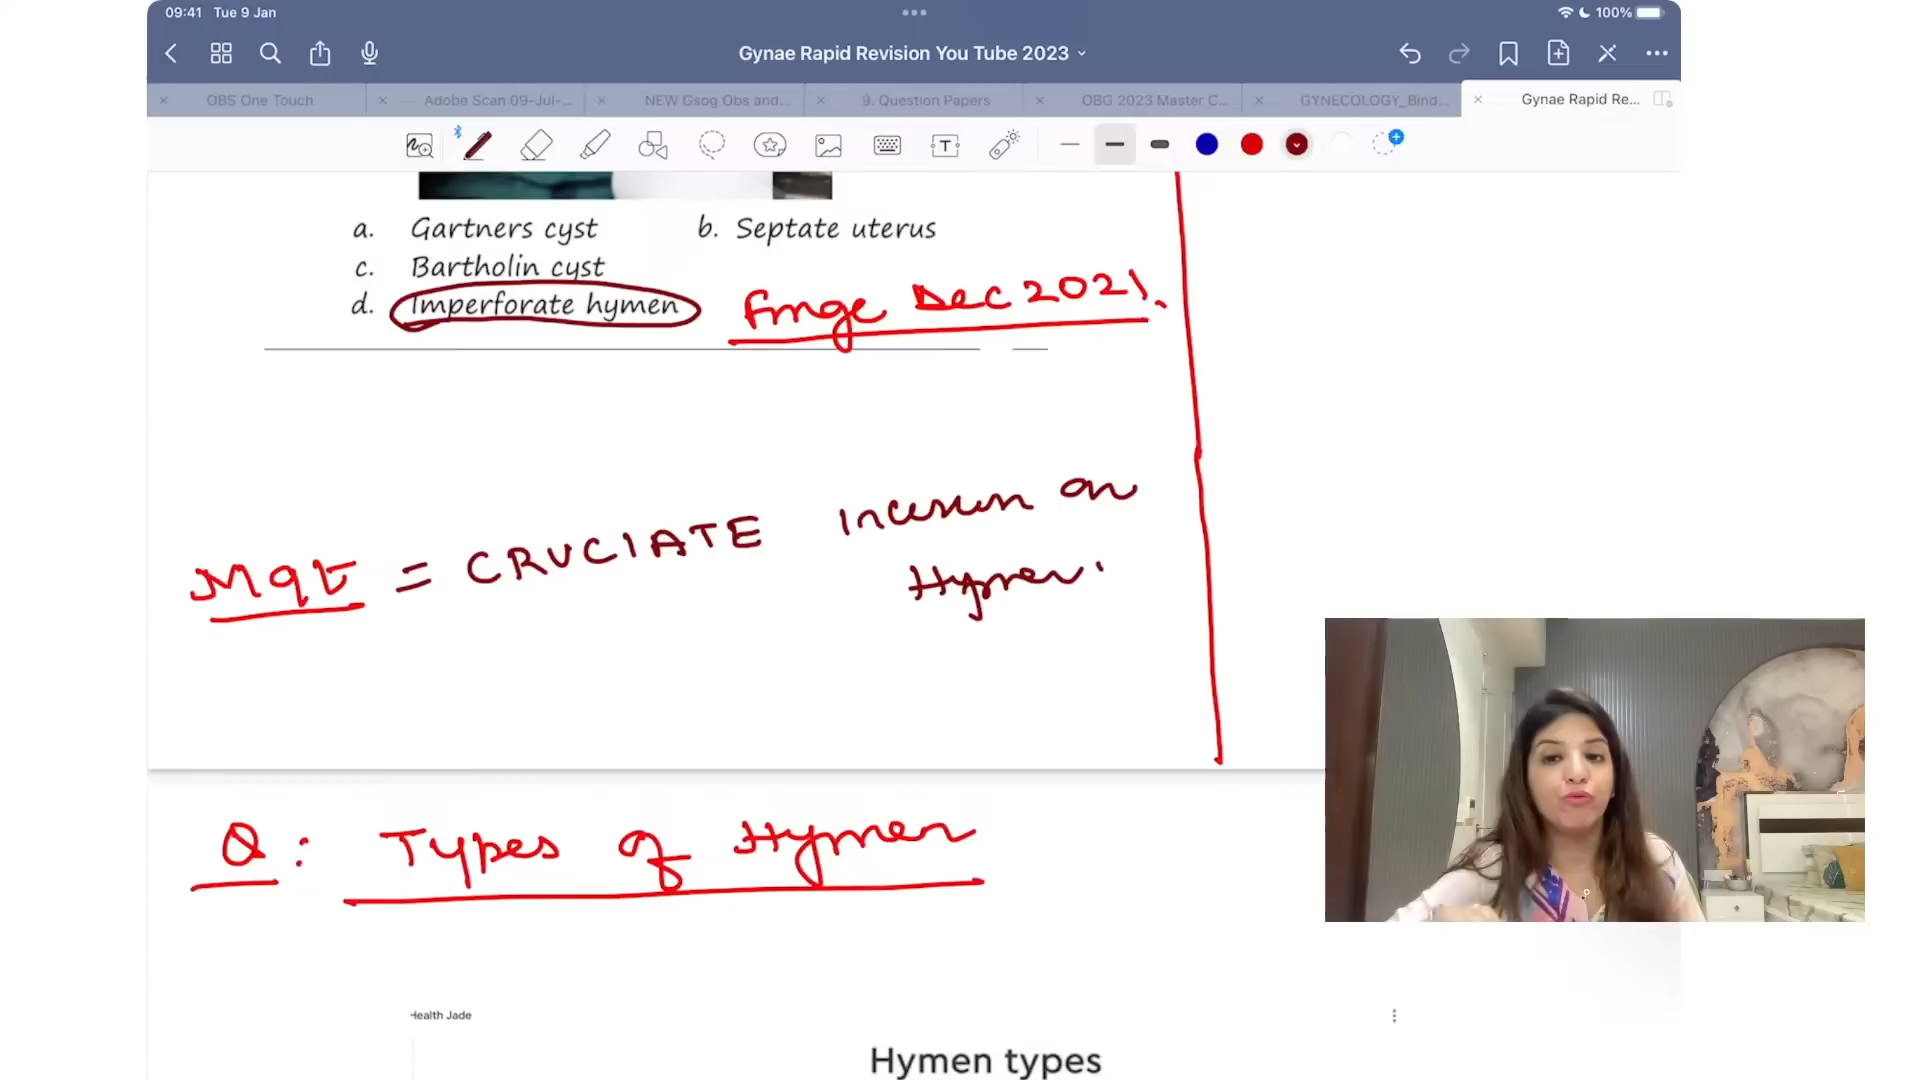 09:41 Tue 9 Jan
100%
Gynae Rapid Revision You Tube 2023
OBS One Touch
Adobe Scan 09-Jul-...
NEW Gsog Obs and...
9. Question Papers
OBG 2023 Master C...
GYNECOLOGY_Bind...
Gynae Rapid Re...
a. Gartners cyst b. Septate uterus
c. Bartholin cyst
d. Imperforate hymen Fmge Dec 2021.
Mgt = CRUCIATE Incision on
Hymen.
Q: Types of Hymen
Health Jade
Hymen types